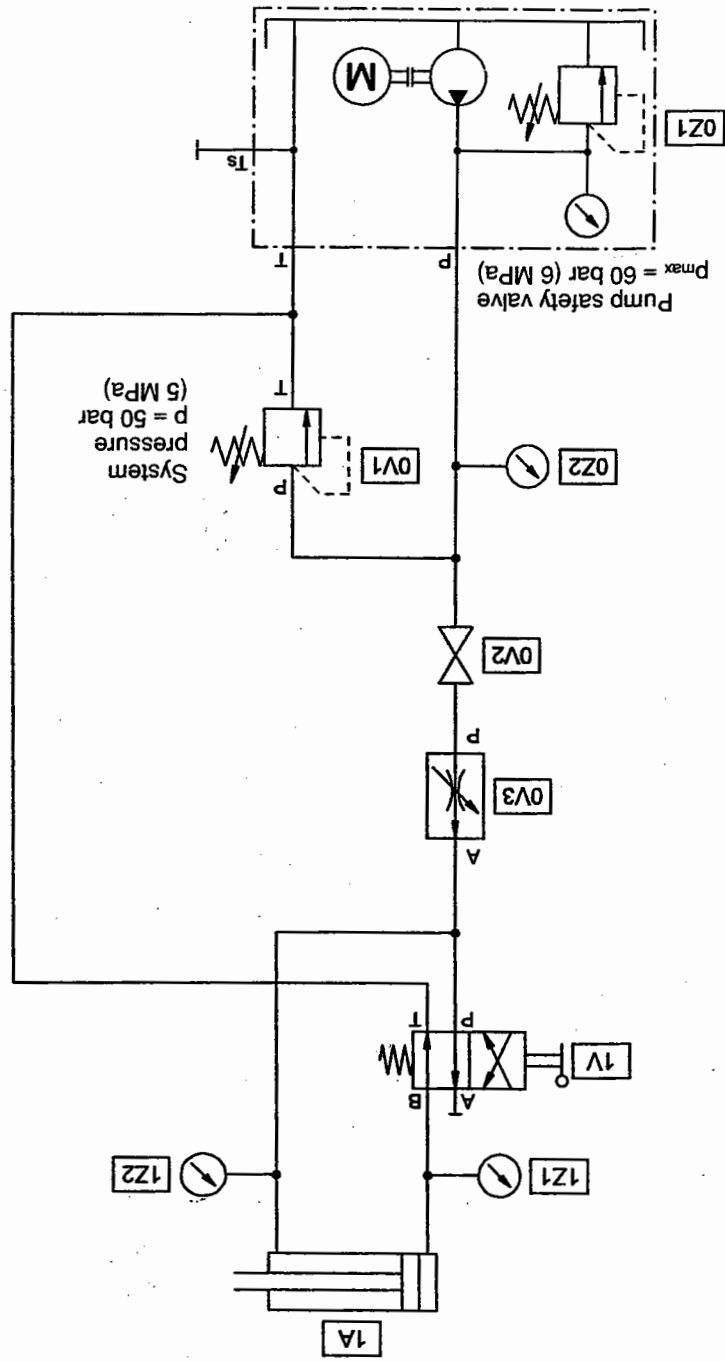 1A
1Z1
1Z2
A B
1V
P T
A
0V3
P
0V2
P
0Z2
0V1
System
pressure
p = 50 bar
(5 MPa)
T
Pump safety valve
pmax = 60 bar (6 MPa)
P
T
Ts
0Z1
M